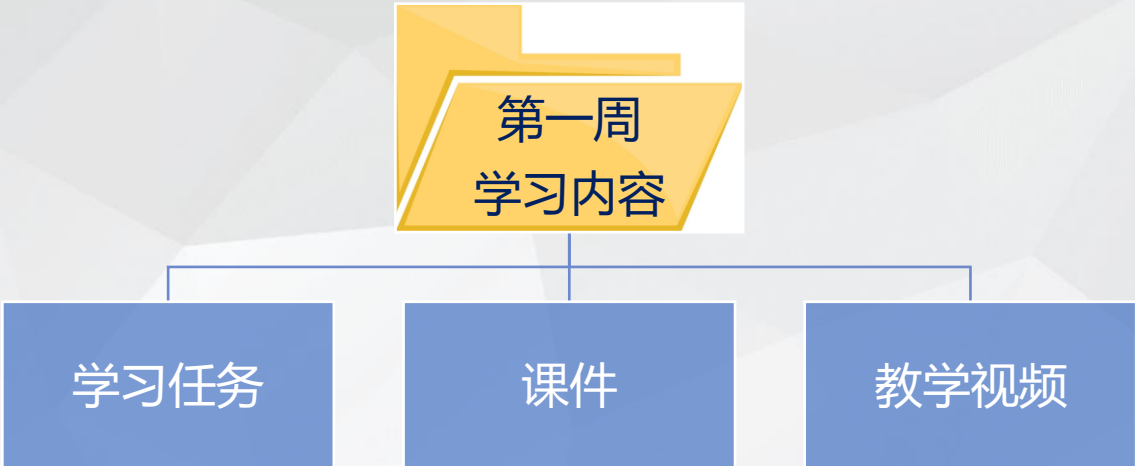 第一周
学习内容
学习任务
课件
教学视频